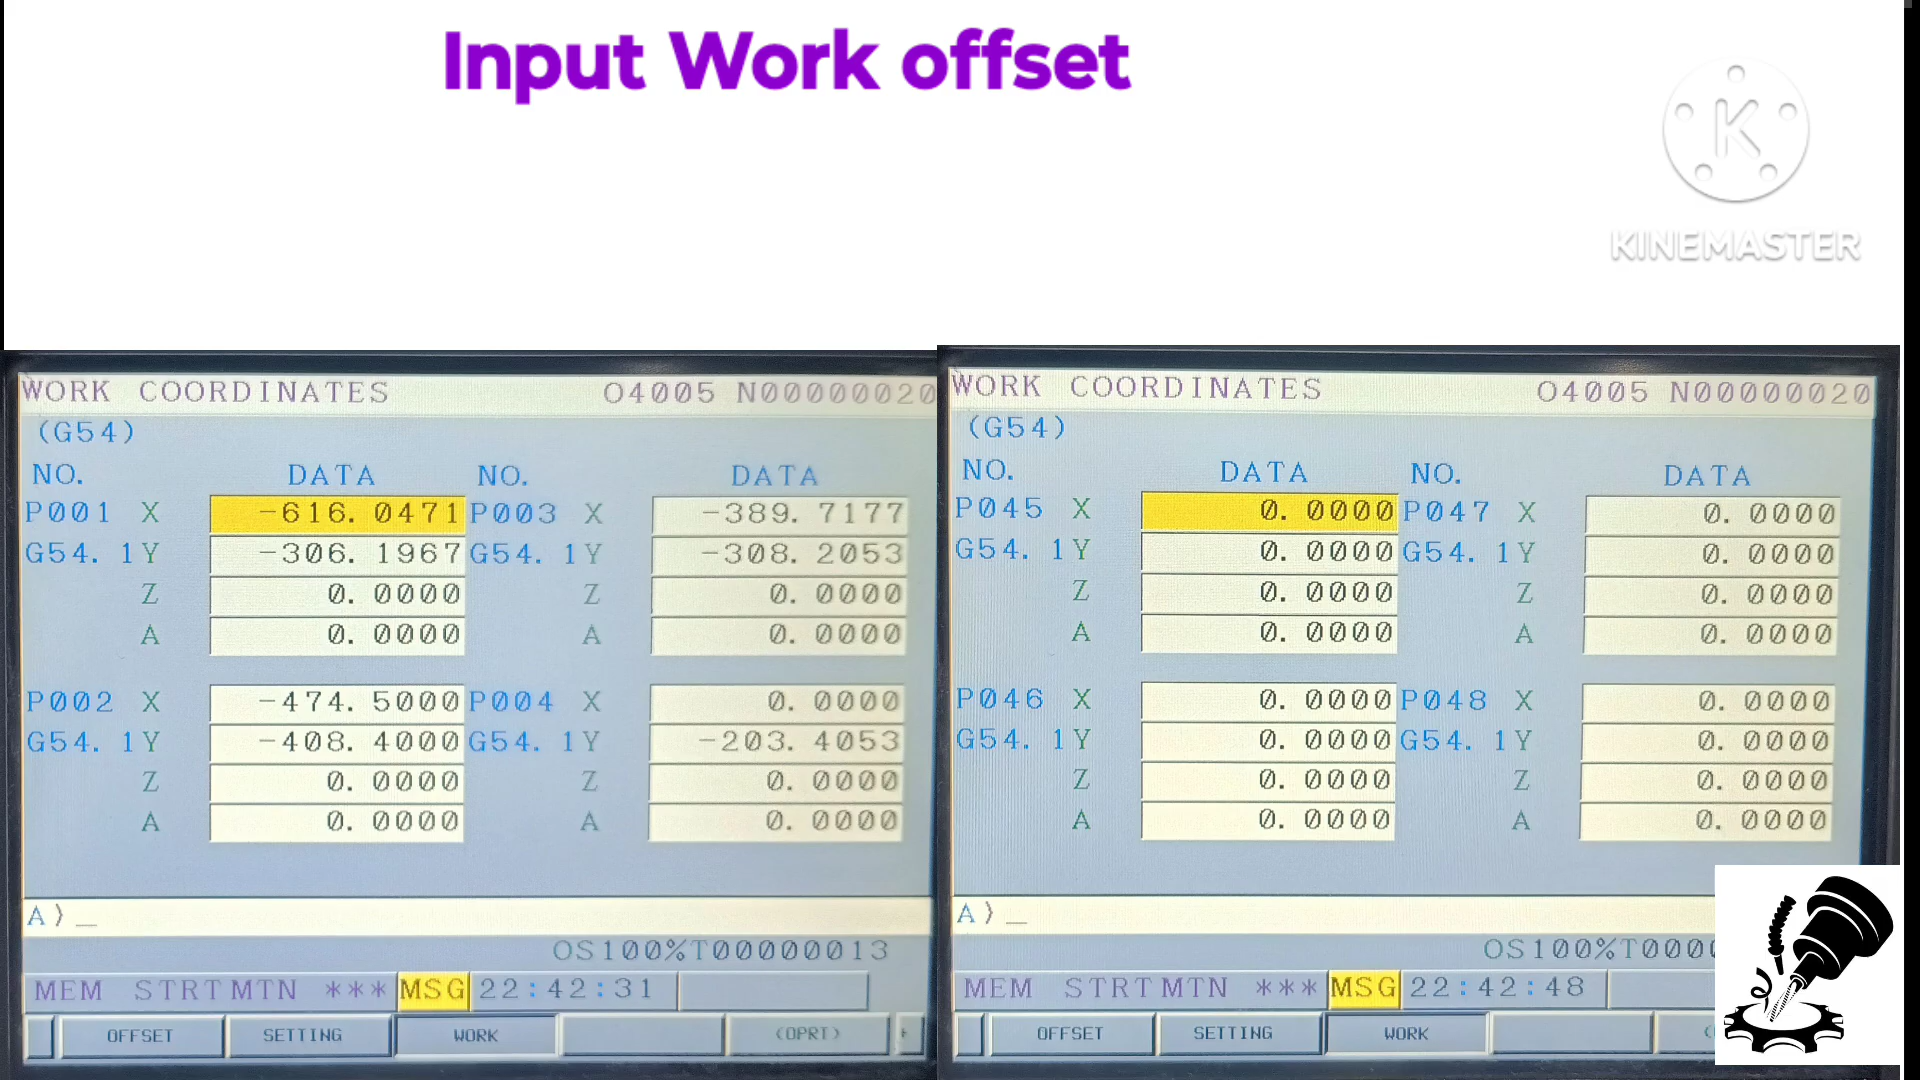 Input Work offset
K
KINEMASTER
WORK COORDINATES O4005 N00000020
(G54)
NO. DATA NO. DATA
P001 X -616.0471 P003 X -389.7177
G54.1 Y -306.1967 G54.1 Y -308.2053
Z 0.0000 Z 0.0000
A 0.0000 A 0.0000
P002 X -474.5000 P004 X 0.0000
G54.1 Y -408.4000 G54.1 Y -203.4053
Z 0.0000 Z 0.0000
A 0.0000 A 0.0000
A)_
OS100%T00000013
MEM STRT MTN *** MSG 22:42:31
OFFSET SETTING WORK (OPRT) +
WORK COORDINATES O4005 N00000020
(G54)
NO. DATA NO. DATA
P045 X 0.0000 P047 X 0.0000
G54.1 Y 0.0000 G54.1 Y 0.0000
Z 0.0000 Z 0.0000
A 0.0000 A 0.0000
P046 X 0.0000 P048 X 0.0000
G54.1 Y 0.0000 G54.1 Y 0.0000
Z 0.0000 Z 0.0000
A 0.0000 A 0.0000
A)_
OS100%T000
MEM STRT MTN *** MSG 22:42:48
OFFSET SETTING WORK